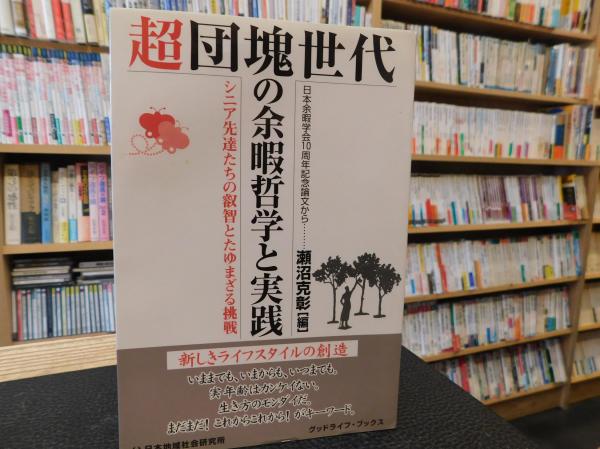 超団塊世代
の余暇哲学と実践
シニア先達たちの叡智とたゆまざる挑戦
日本余暇学会10周年記念論文から………
瀬沼克彰[編]
新しきライフスタイルの創造
いままでも、いまからも、いつまでも。
実年齢はカンケイない。
生き方のモンダイだ。
まだまだ!これからこれから!がキーワード。
グッドライフ・ブックス
日本地域社会研究所